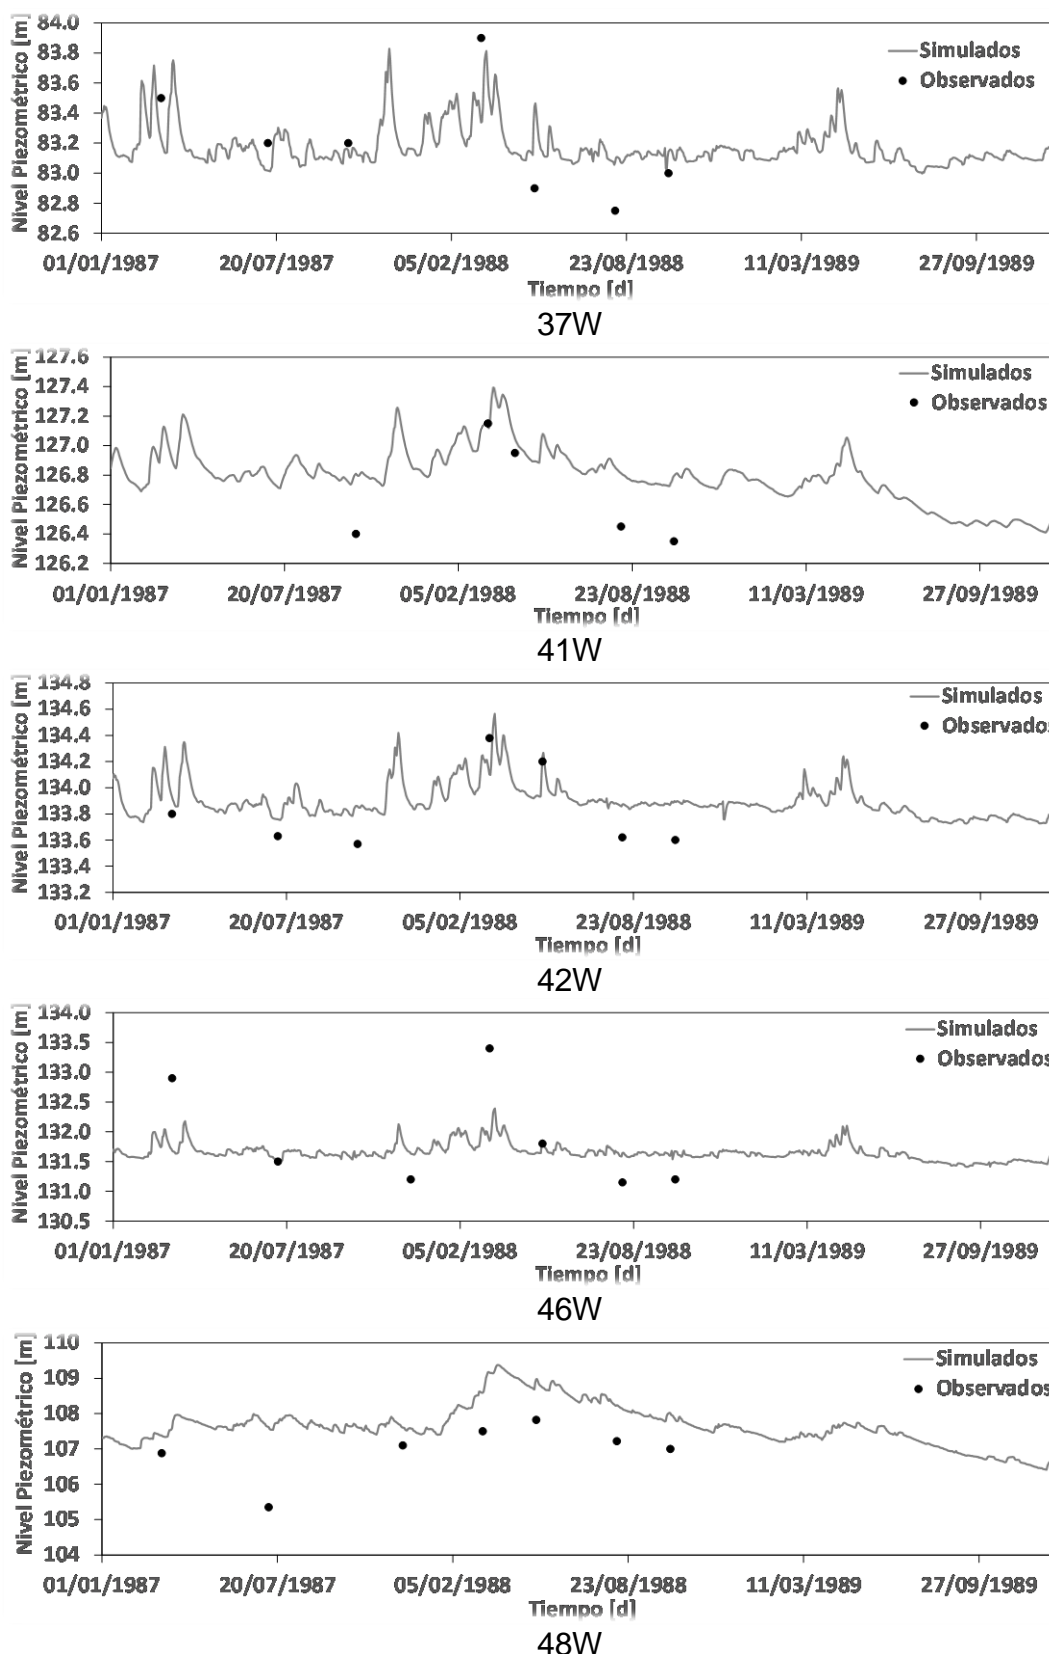 Nivel Piezométrico [m]
84.0
83.8
83.6
83.4
83.2
83.0
82.8
82.6
Simulados
Observados
01/01/1987 20/07/1987 05/02/1988 23/08/1988 11/03/1989 27/09/1989
Tiempo [d]
37W
Nivel Piezométrico [m]
127.6
127.4
127.2
127.0
126.8
126.6
126.4
126.2
Simulados
Observados
01/01/1987 20/07/1987 05/02/1988 23/08/1988 11/03/1989 27/09/1989
Tiempo [d]
41W
Nivel Piezométrico [m]
134.8
134.6
134.4
134.2
134.0
133.8
133.6
133.4
133.2
Simulados
Observados
01/01/1987 20/07/1987 05/02/1988 23/08/1988 11/03/1989 27/09/1989
Tiempo [d]
42W
Nivel Piezométrico [m]
134.0
133.5
133.0
132.5
132.0
131.5
131.0
130.5
Simulados
Observados
01/01/1987 20/07/1987 05/02/1988 23/08/1988 11/03/1989 27/09/1989
Tiempo [d]
46W
Nivel Piezométrico [m]
110
109
108
107
106
105
104
Simulados
Observados
01/01/1987 20/07/1987 05/02/1988 23/08/1988 11/03/1989 27/09/1989
Tiempo [d]
48W